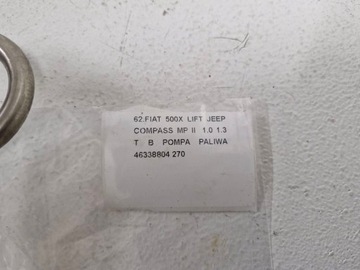 62.FIAT 500X LIFT JEEP
COMPASS MP II 1.0 1.3
T B POMPA PALIWA
46338804 270